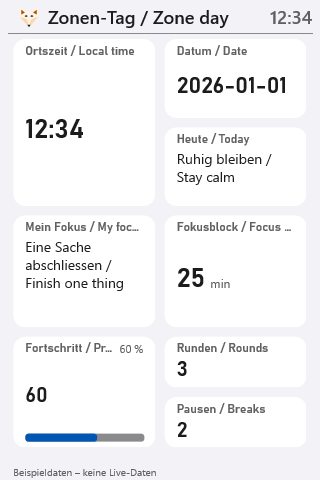 Zonen-Tag / Zone day
12:34
Ortszeit / Local time
12:34
Datum / Date
2026-01-01
Heute / Today
Ruhig bleiben /
Stay calm
Mein Fokus / My foc…
Eine Sache
abschliessen /
Finish one thing
Fokusblock / Focus …
25 min
Fortschritt / Pr… 60 %
60
Runden / Rounds
3
Pausen / Breaks
2
Beispieldaten – keine Live-Daten